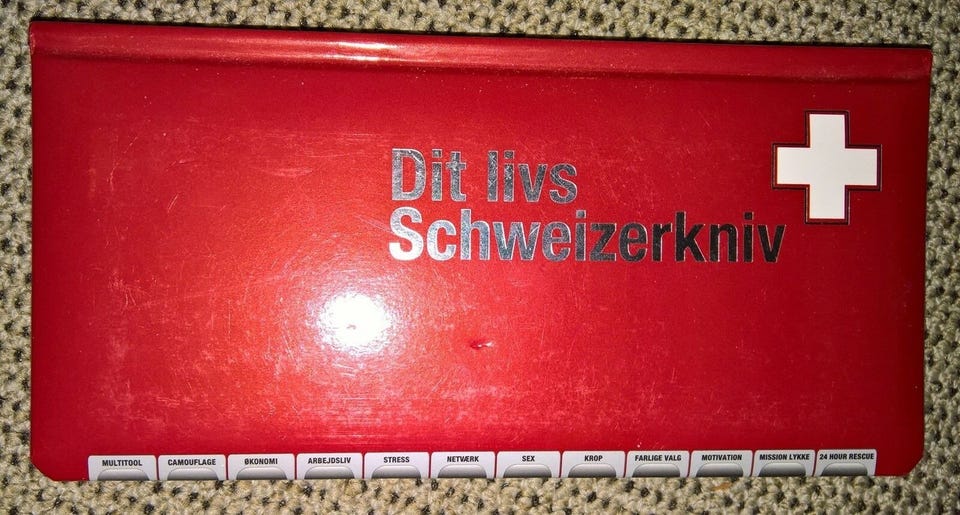 Dit livs
Schweizerkniv
MULTITOOL
CAMOUFLAGE
ØKONOMI
ARBEJDSLIV
STRESS
NETVÆRK
SEX
KROP
FARLIGE VALG
MOTIVATION
MISSION LYKKE
24 HOUR RESCUE